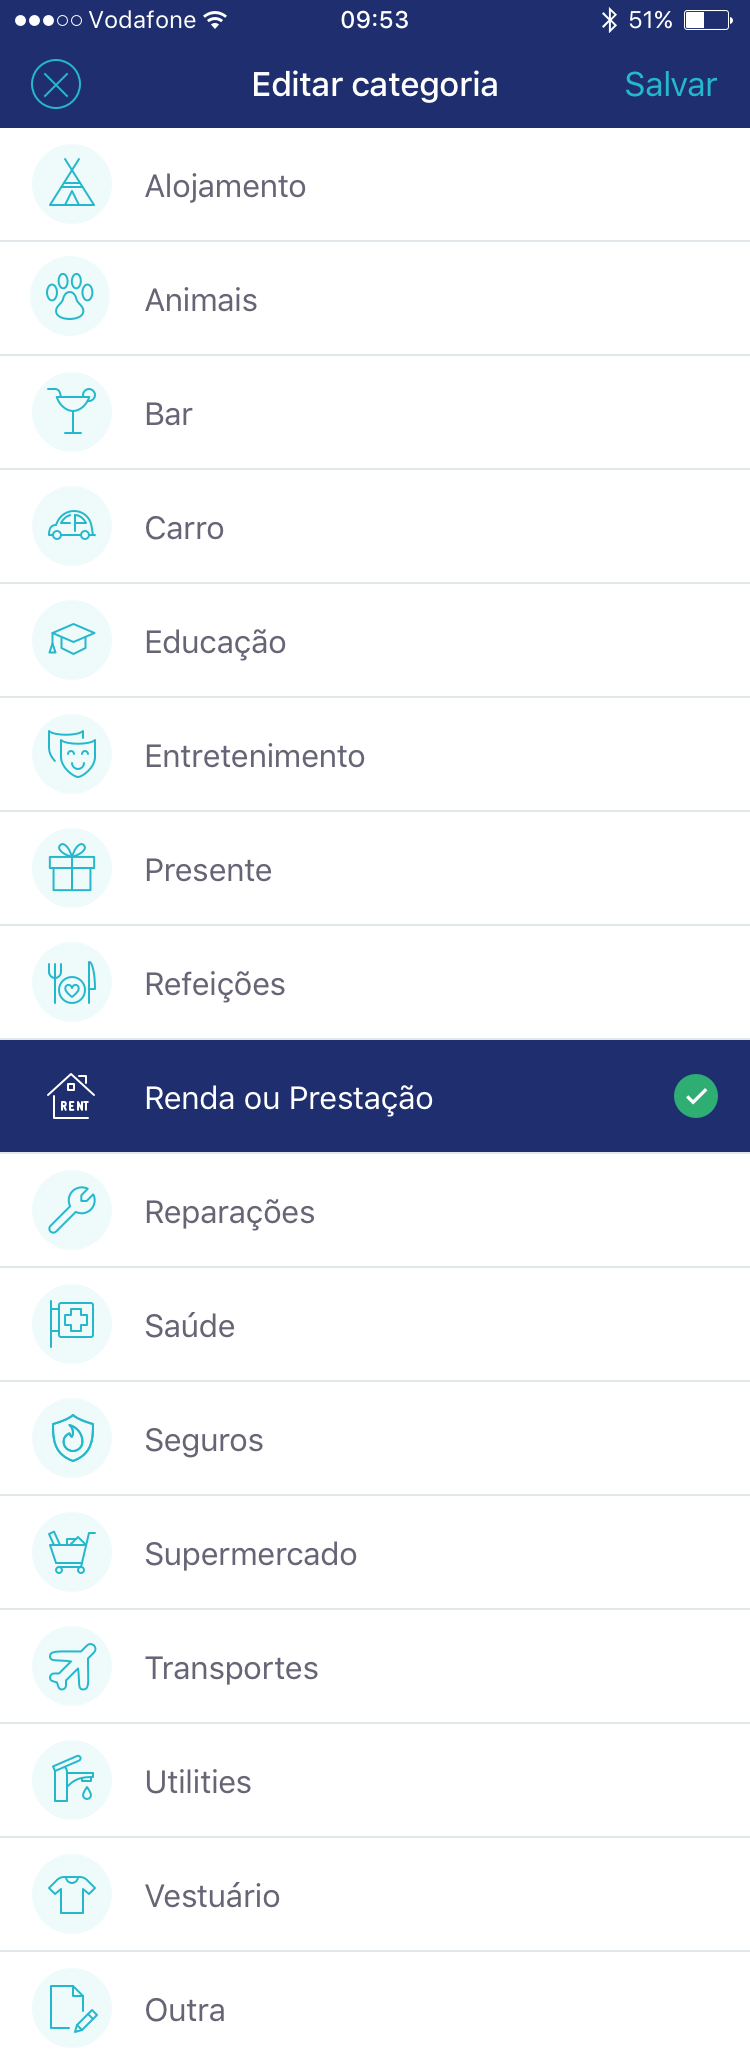 Vodafone 09:53 51%
Editar categoria Salvar
Alojamento
Animais
Bar
Carro
Educação
Entretenimento
Presente
Refeições
RENT Renda ou Prestação
Reparações
Saúde
Seguros
Supermercado
Transportes
Utilities
Vestuário
Outra